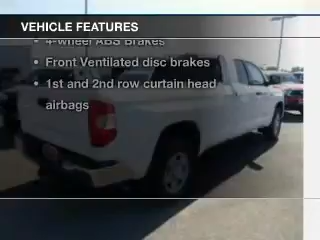 VEHICLE FEATURES
• 4-wheel ABS Brakes
• Front Ventilated disc brakes
• 1st and 2nd row curtain head
airbags